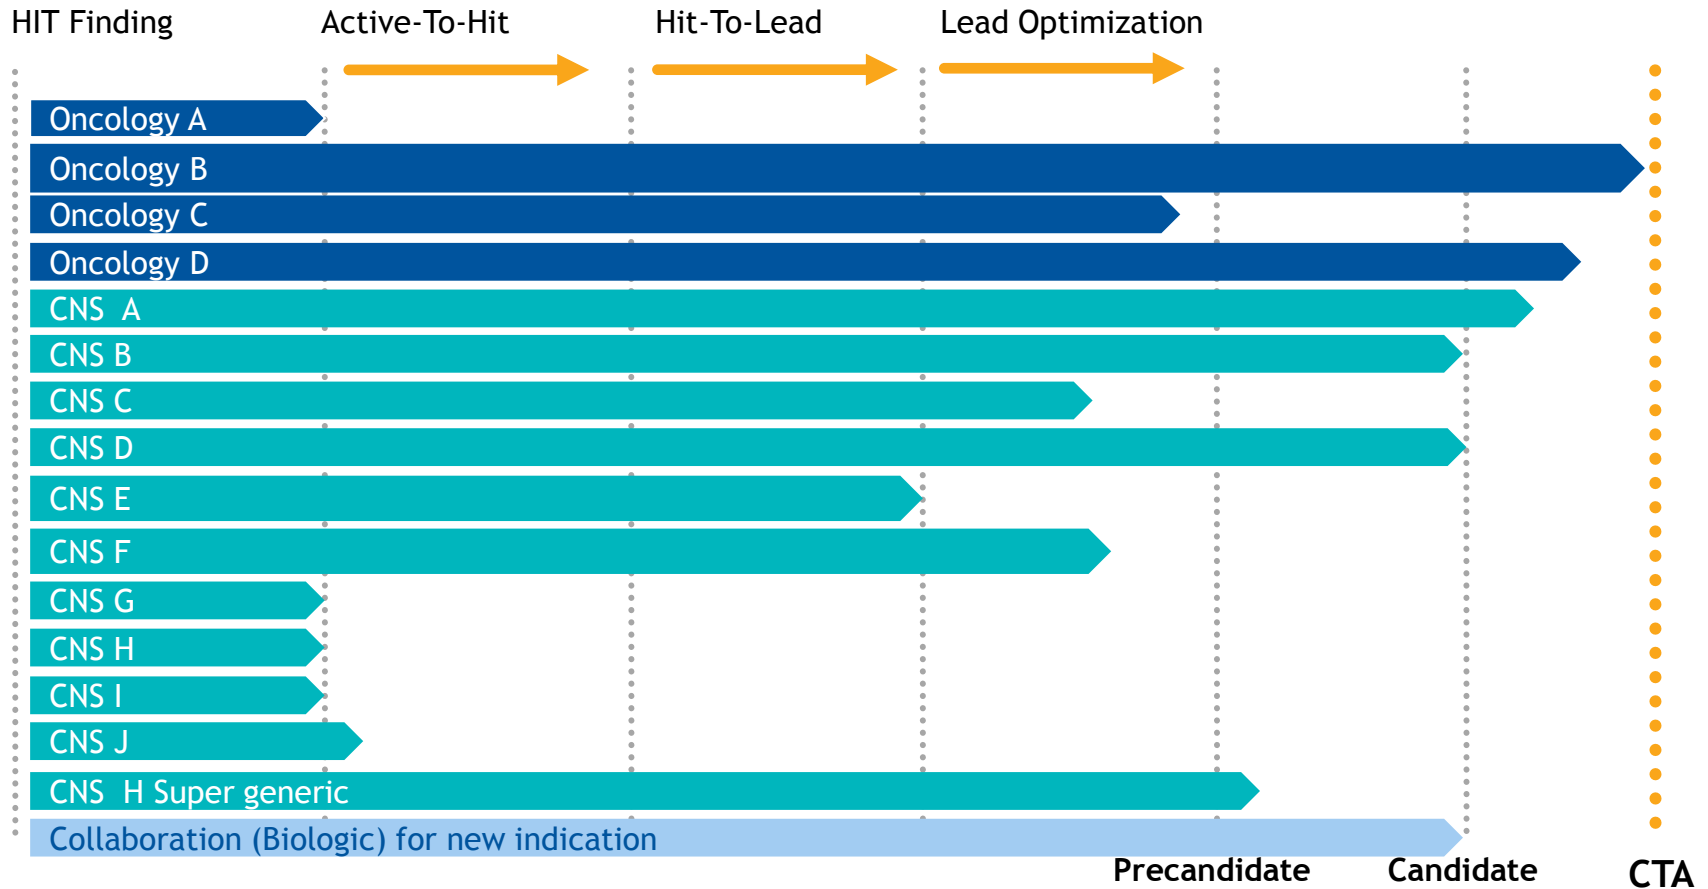 HIT Finding
Active-To-Hit
Hit-To-Lead
Lead Optimization
Oncology A
Oncology B
Oncology C
Oncology D
CNS  A
CNS B
CNS C
CNS D
CNS E
CNS F
CNS G
CNS H
CNS I
CNS J
CNS  H Super generic
Collaboration (Biologic) for new indication
Precandidate
Candidate
CTA